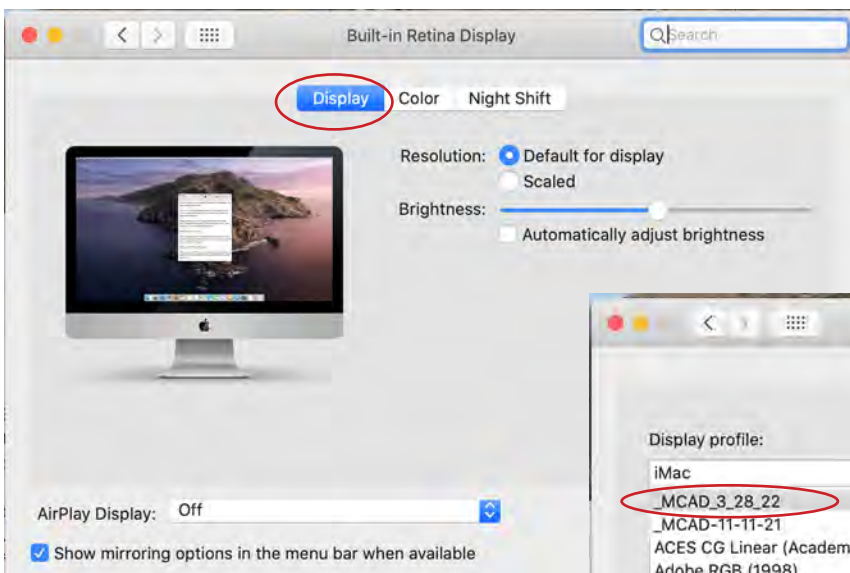 Built-in Retina Display
Search
Display Color Night Shift
Resolution: Default for display
Scaled
Brightness:
Automatically adjust brightness
AirPlay Display: Off
Show mirroring options in the menu bar when available
Display profile:
iMac
_MCAD_3_28_22
_MCAD-11-11-21
ACES CG Linear (Academ
Adobe RGB (1998)